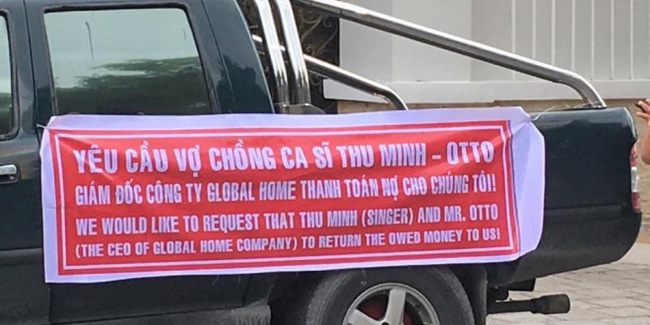 YÊU CẦU VỢ CHỒNG CA SĨ THU MINH - OTTO
GIÁM ĐỐC CÔNG TY GLOBAL HOME THANH TOÁN NỢ CHO CHÚNG TÔI!
WE WOULD LIKE TO REQUEST THAT THU MINH (SINGER) AND MR. OTTO
(THE CEO OF GLOBAL HOME COMPANY) TO RETURN THE OWED MONEY TO US!